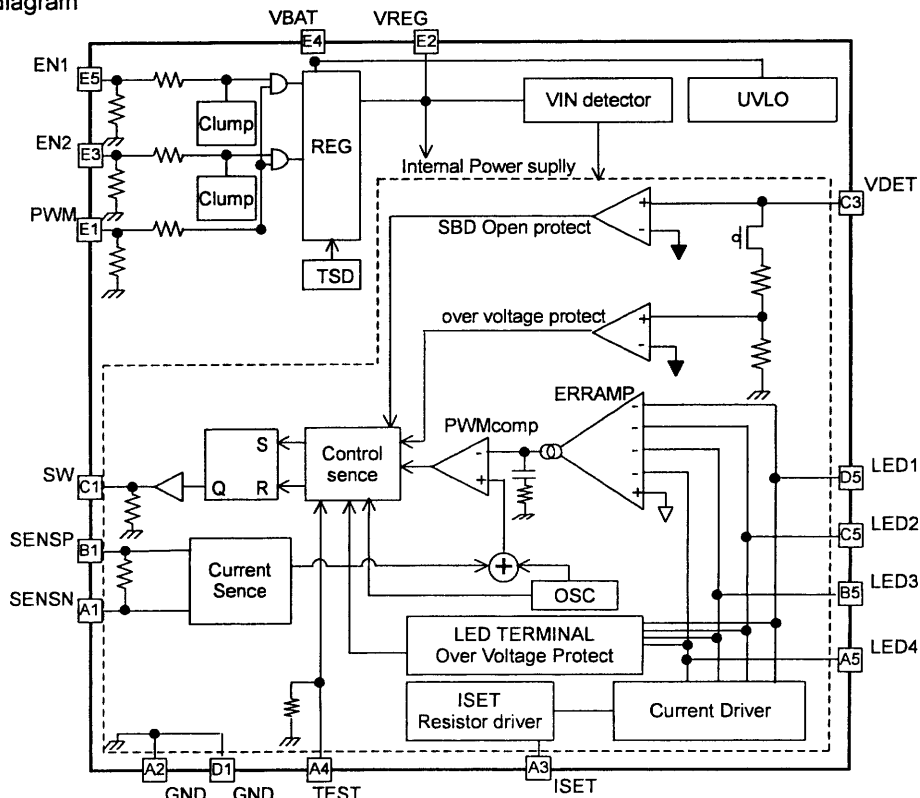 diagram
VBAT
VREG
E4
E2
EN1
E5
Clump
EN2
E3
Clump
PWM
E1
REG
TSD
VIN detector
UVLO
Internal Power suplly
VDET
C3
+
-
SBD Open protect
over voltage protect
+
-
ERRAMP
PWMcomp
-
-
-
-
+
-
+
S
Q
R
Control
sence
SW
C1
SENSP
B1
SENSN
A1
Current
Sence
+
OSC
LED TERMINAL
Over Voltage Protect
ISET
Resistor driver
Current Driver
LED1
D5
LED2
C5
LED3
B5
LED4
A5
A2
D1
A4
A3
GND
GND
TEST
ISET